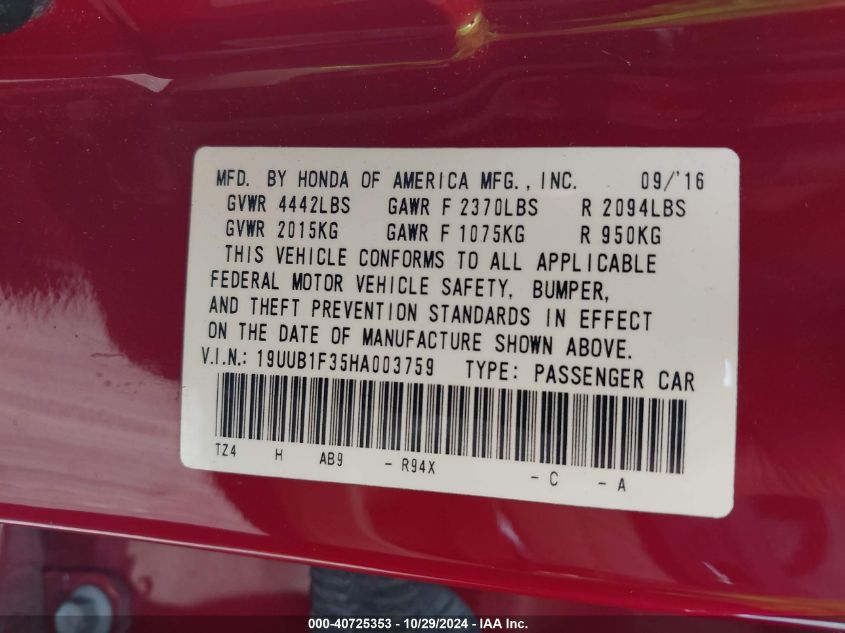 MFD. BY HONDA OF AMERICA MFG., INC. 09/'16
GVWR 4442LBS GAWR F 2370LBS R 2094LBS
GVWR 2015KG GAWR F 1075KG R 950KG
THIS VEHICLE CONFORMS TO ALL APPLICABLE
FEDERAL MOTOR VEHICLE SAFETY, BUMPER,
AND THEFT PREVENTION STANDARDS IN EFFECT
ON THE DATE OF MANUFACTURE SHOWN ABOVE.
V.I.N.: 19UUB1F35HA003759 TYPE: PASSENGER CAR
TZ4 H AB9 - R94X - C - A
000-40725353 - 10/29/2024 - IAA Inc.